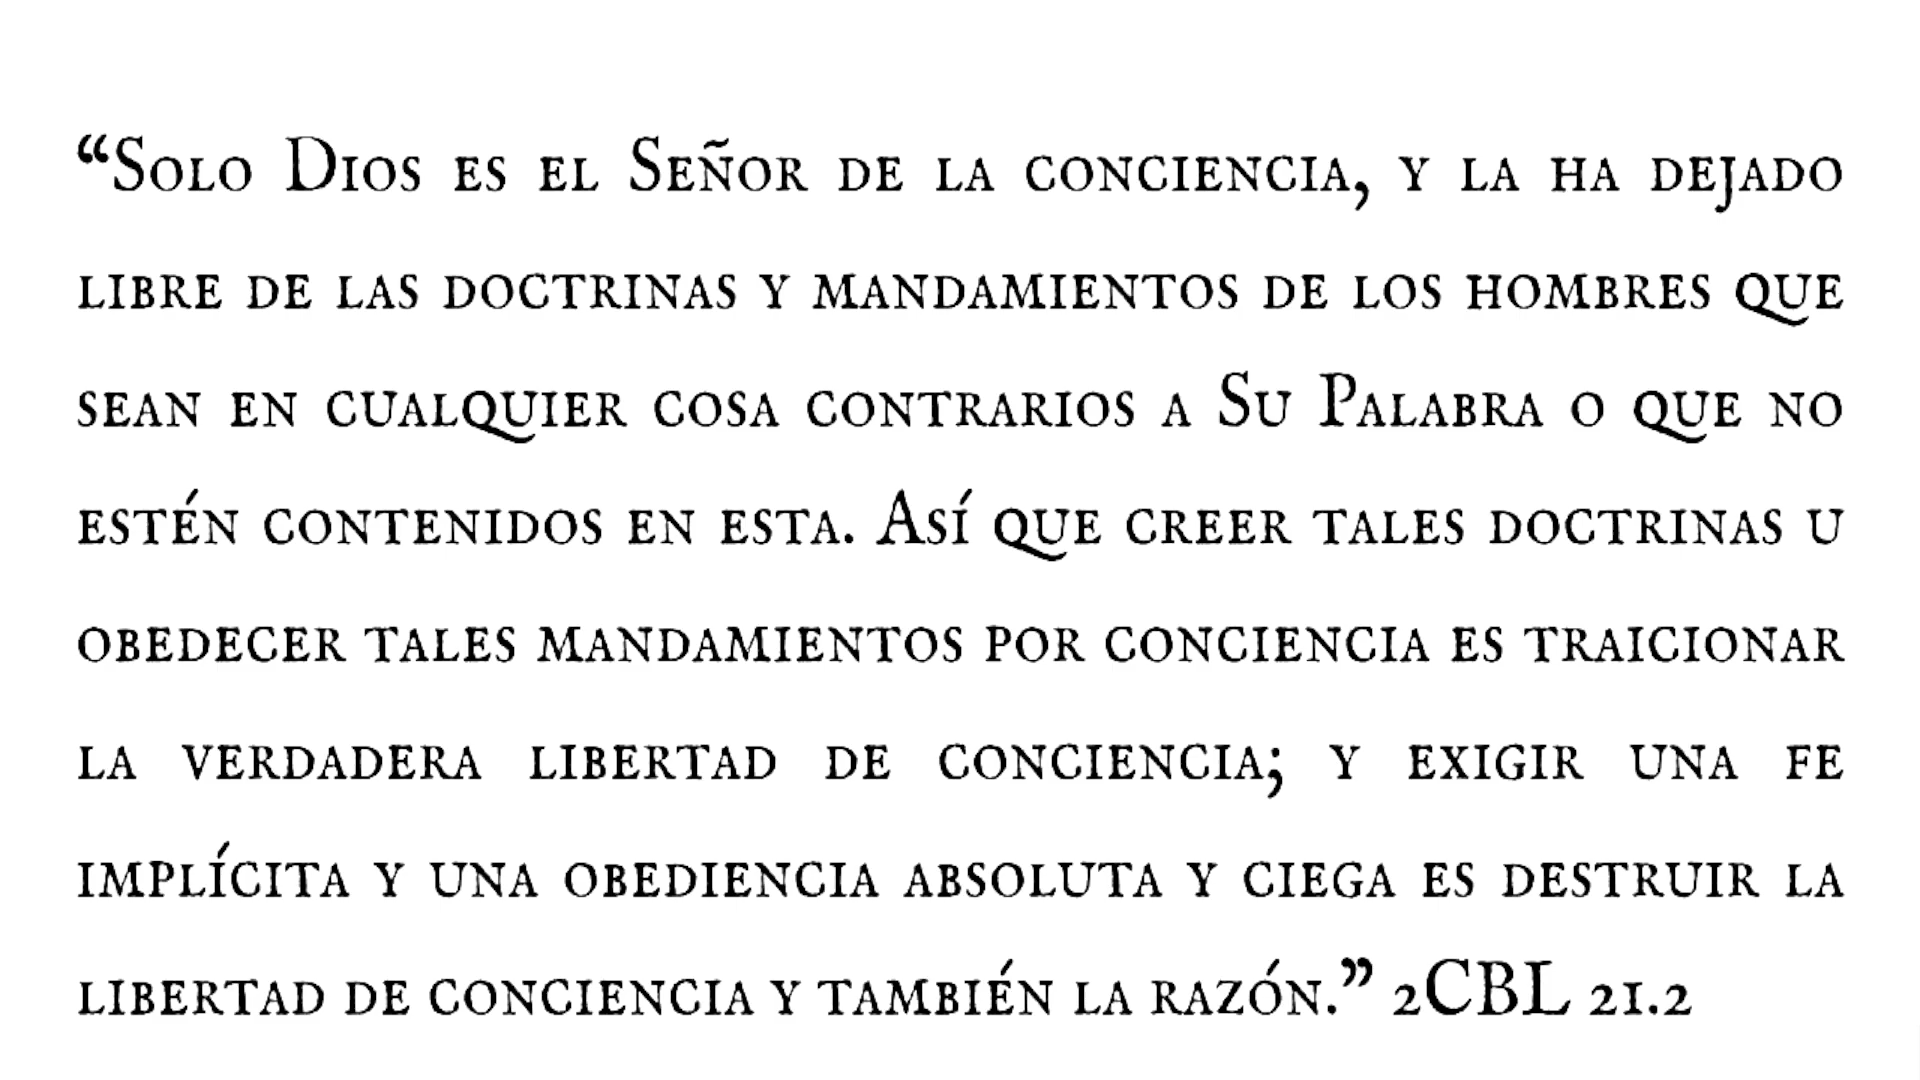 “Solo Dios es el Señor de la conciencia, y la ha dejado
libre de las doctrinas y mandamientos de los hombres que
sean en cualquier cosa contrarios a Su Palabra o que no
estén contenidos en esta. Así que creer tales doctrinas u
obedecer tales mandamientos por conciencia es traicionar
la verdadera libertad de conciencia; y exigir una fe
implícita y una obediencia absoluta y ciega es destruir la
libertad de conciencia y también la razón.” 2CBL 21.2